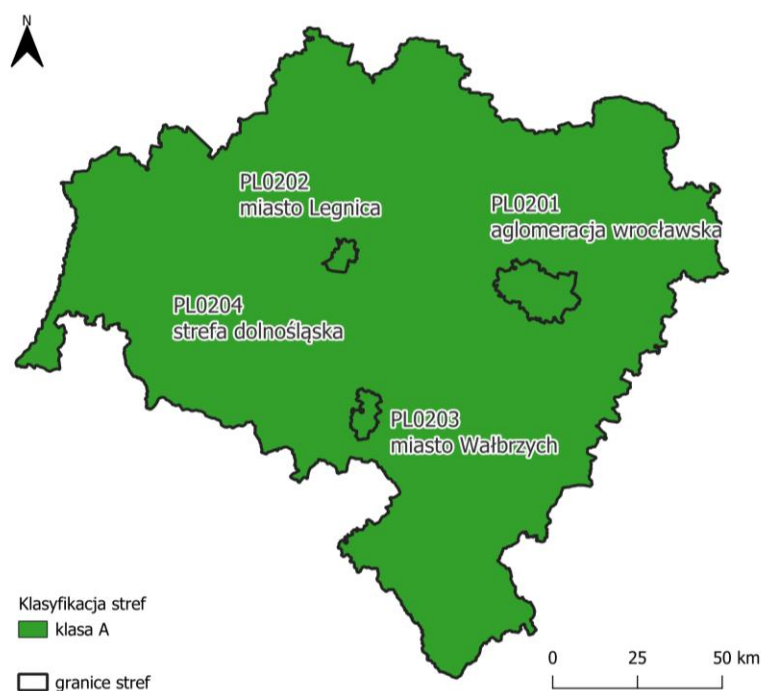 N
PL0202
miasto Legnica
PL0201
aglomeracja wrocławska
PL0204
strefa dolnośląska
PL0203
miasto Wałbrzych
Klasyfikacja stref
klasa A
granice stref
0 25 50 km